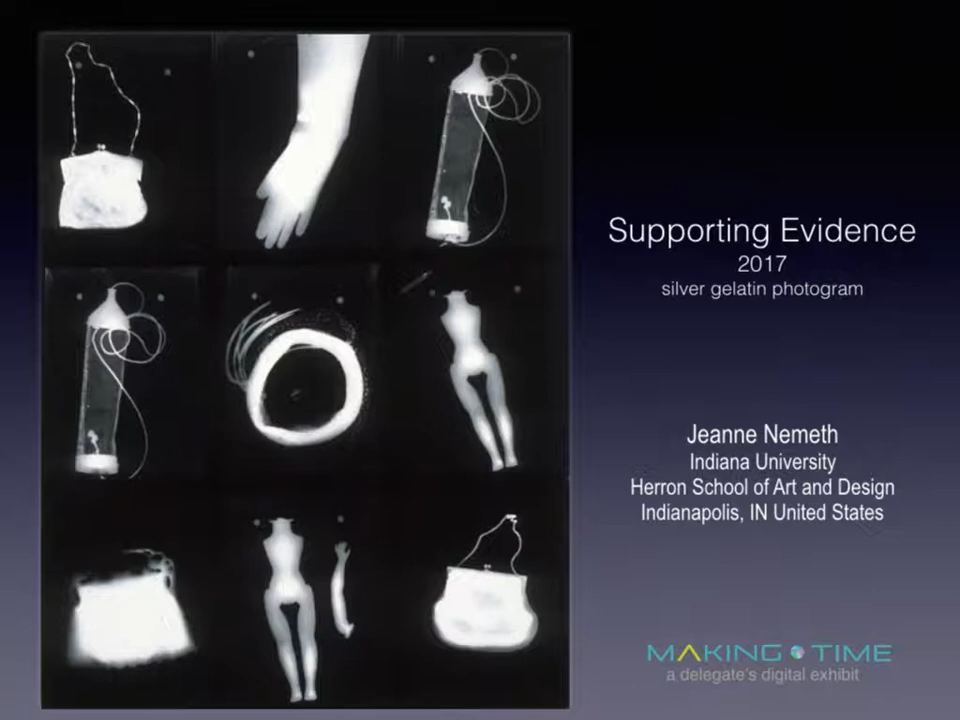 Supporting Evidence
2017
silver gelatin photogram
Jeanne Nemeth
Indiana University
Herron School of Art and Design
Indianapolis, IN United States
MAKING TIME
a delegate's digital exhibit